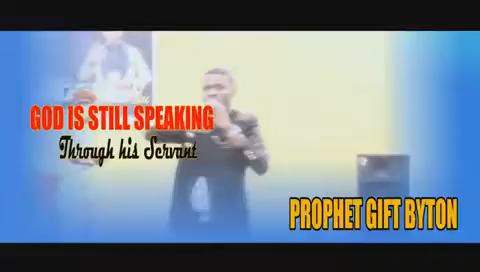 GOD IS STILL SPEAKING
Through his Servant
PROPHET GIFT BYTON